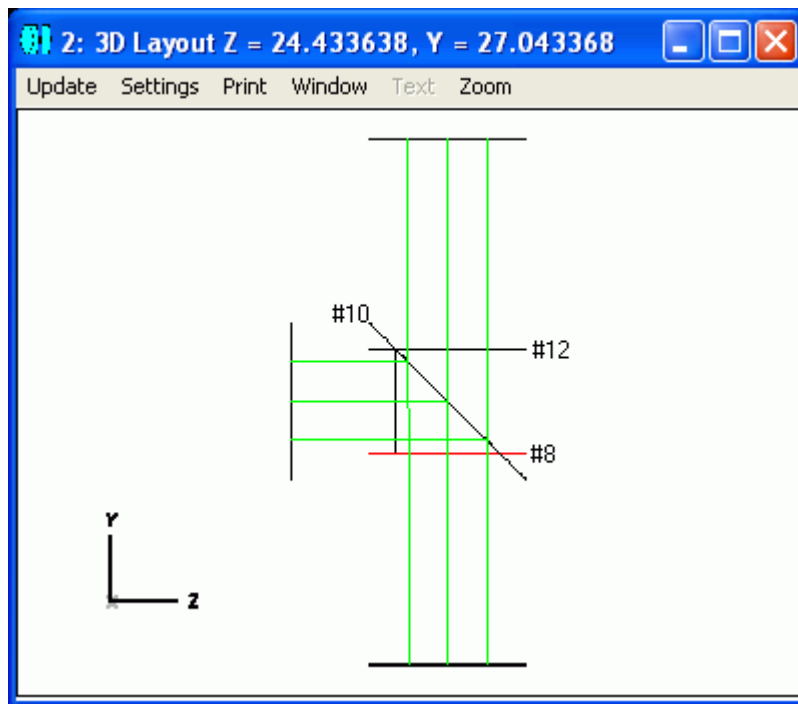 2: 3D Layout Z = 24.433638, Y = 27.043368
Update Settings Print Window Text Zoom
#10
#12
#8
Y
Z